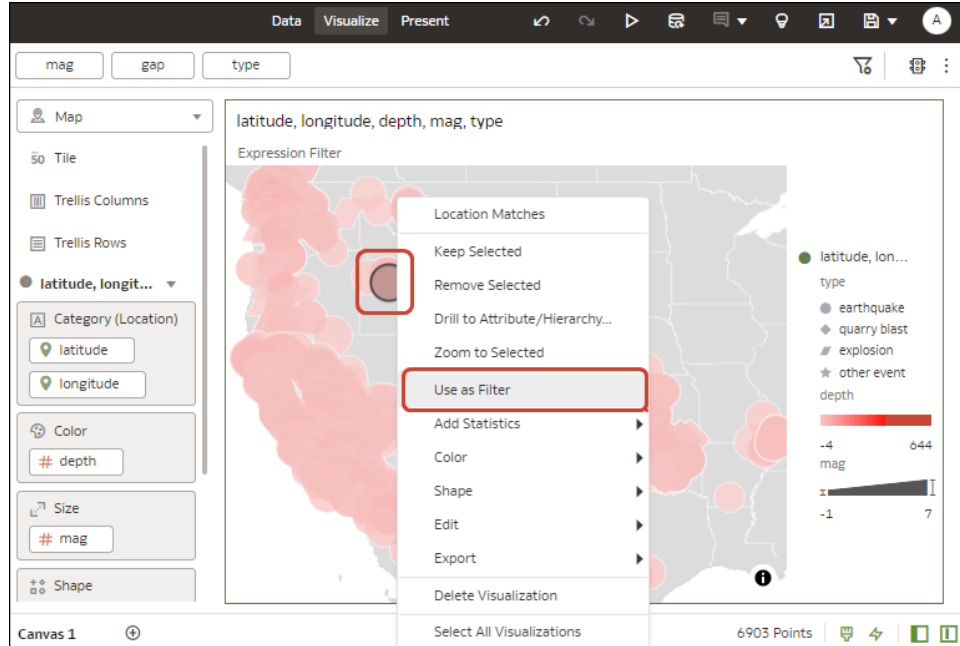 Data Visualize Present A
mag gap type
Map
50 Tile
Trellis Columns
Trellis Rows
latitude, longit...
A Category (Location)
latitude
longitude
Color
# depth
Size
# mag
Shape
latitude, longitude, depth, mag, type
Expression Filter
Location Matches
Keep Selected
Remove Selected
Drill to Attribute/Hierarchy...
Zoom to Selected
Use as Filter
Add Statistics
Color
Shape
Edit
Export
Delete Visualization
Select All Visualizations
latitude, lon...
type
earthquake
quarry blast
explosion
other event
depth
-4 644
mag
-1 7
Canvas 1
6903 Points